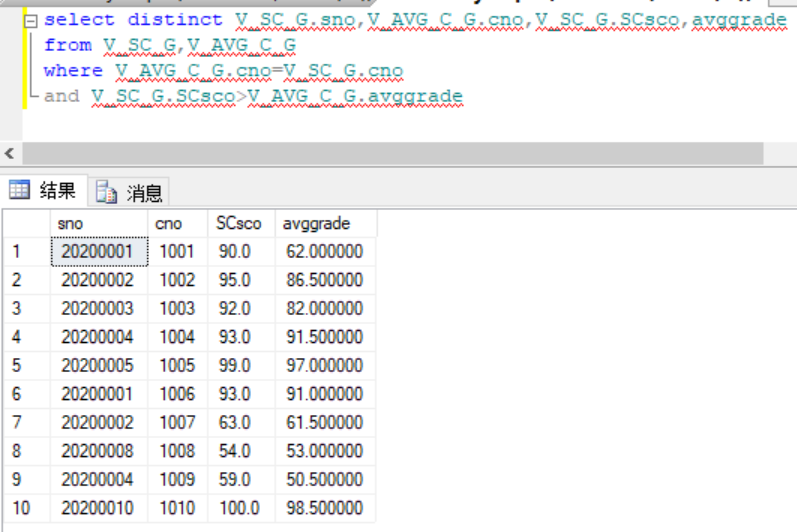 select distinct V_SC_G.sno,V_AVG_C_G.cno,V_SC_G.SCsco,avggrade
from V_SC_G,V_AVG_C_G
where V_AVG_C_G.cno=V_SC_G.cno
and V_SC_G.SCsco>V_AVG_C_G.avggrade
结果 消息
sno cno SCsco avggrade
1 20200001 1001 90.0 62.000000
2 20200002 1002 95.0 86.500000
3 20200003 1003 92.0 82.000000
4 20200004 1004 93.0 91.500000
5 20200005 1005 99.0 97.000000
6 20200001 1006 93.0 91.000000
7 20200002 1007 63.0 61.500000
8 20200008 1008 54.0 53.000000
9 20200004 1009 59.0 50.500000
10 20200010 1010 100.0 98.500000